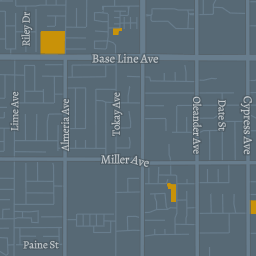 Riley Dr
Base Line Ave
Lime Ave
Almeria Ave
Tokay Ave
Oleander Ave
Date St
Cypress Ave
Miller Ave
Paine St